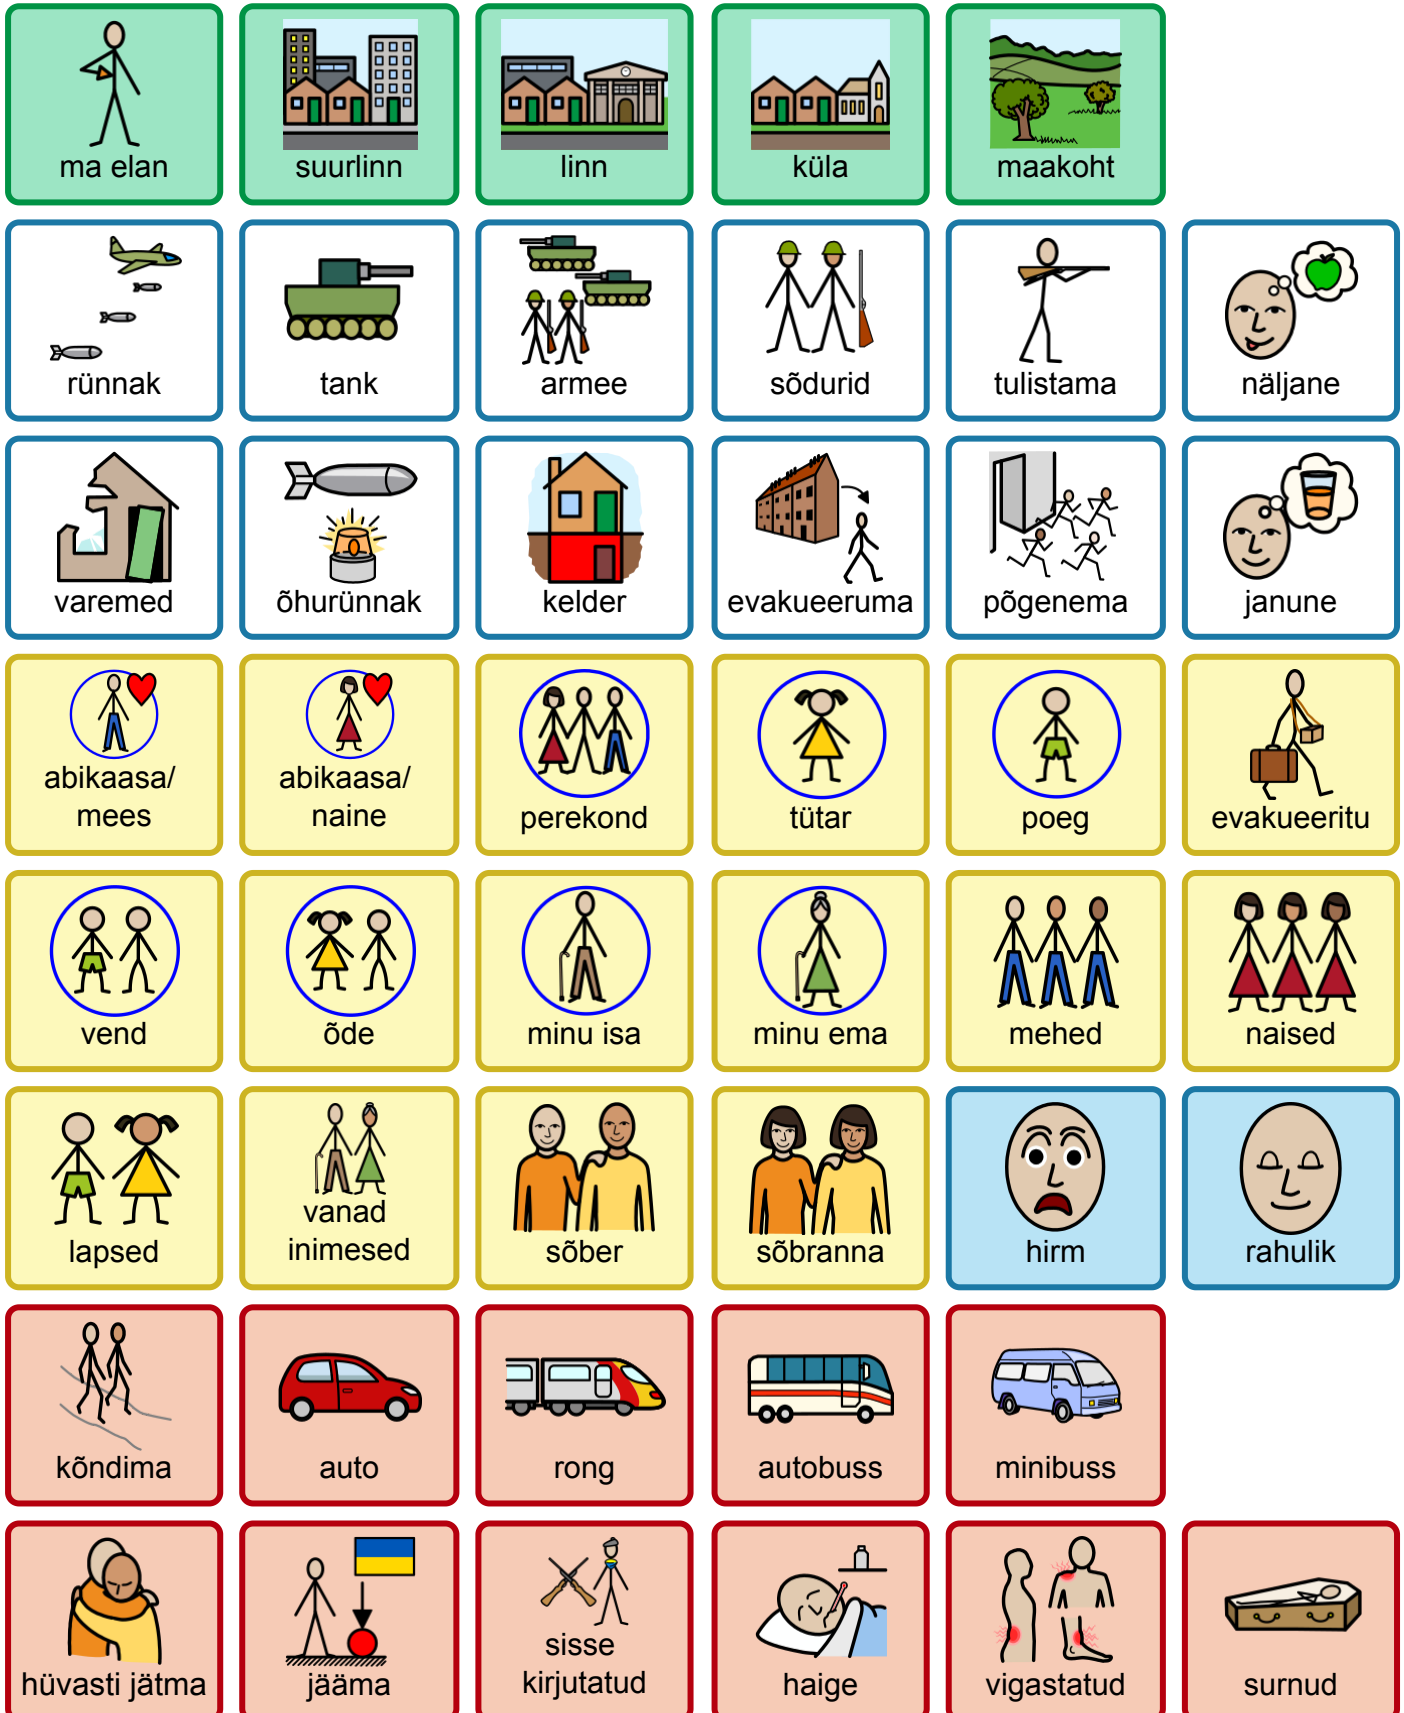 ma elan
suurlinn
linn
küla
maakoht
rünnak
tank
armee
sõdurid
tulistama
näljane
varemed
õhurünnak
kelder
evakueeruma
põgenema
janune
abikaasa/
mees
abikaasa/
naine
perekond
tütar
poeg
evakueeritu
vend
õde
minu isa
minu ema
mehed
naised
lapsed
vanad
inimesed
sõber
sõbranna
hirm
rahulik
kõndima
auto
rong
autobuss
minibuss
hüvasti jätma
jääma
sisse
kirjutatud
haige
vigastatud
surnud